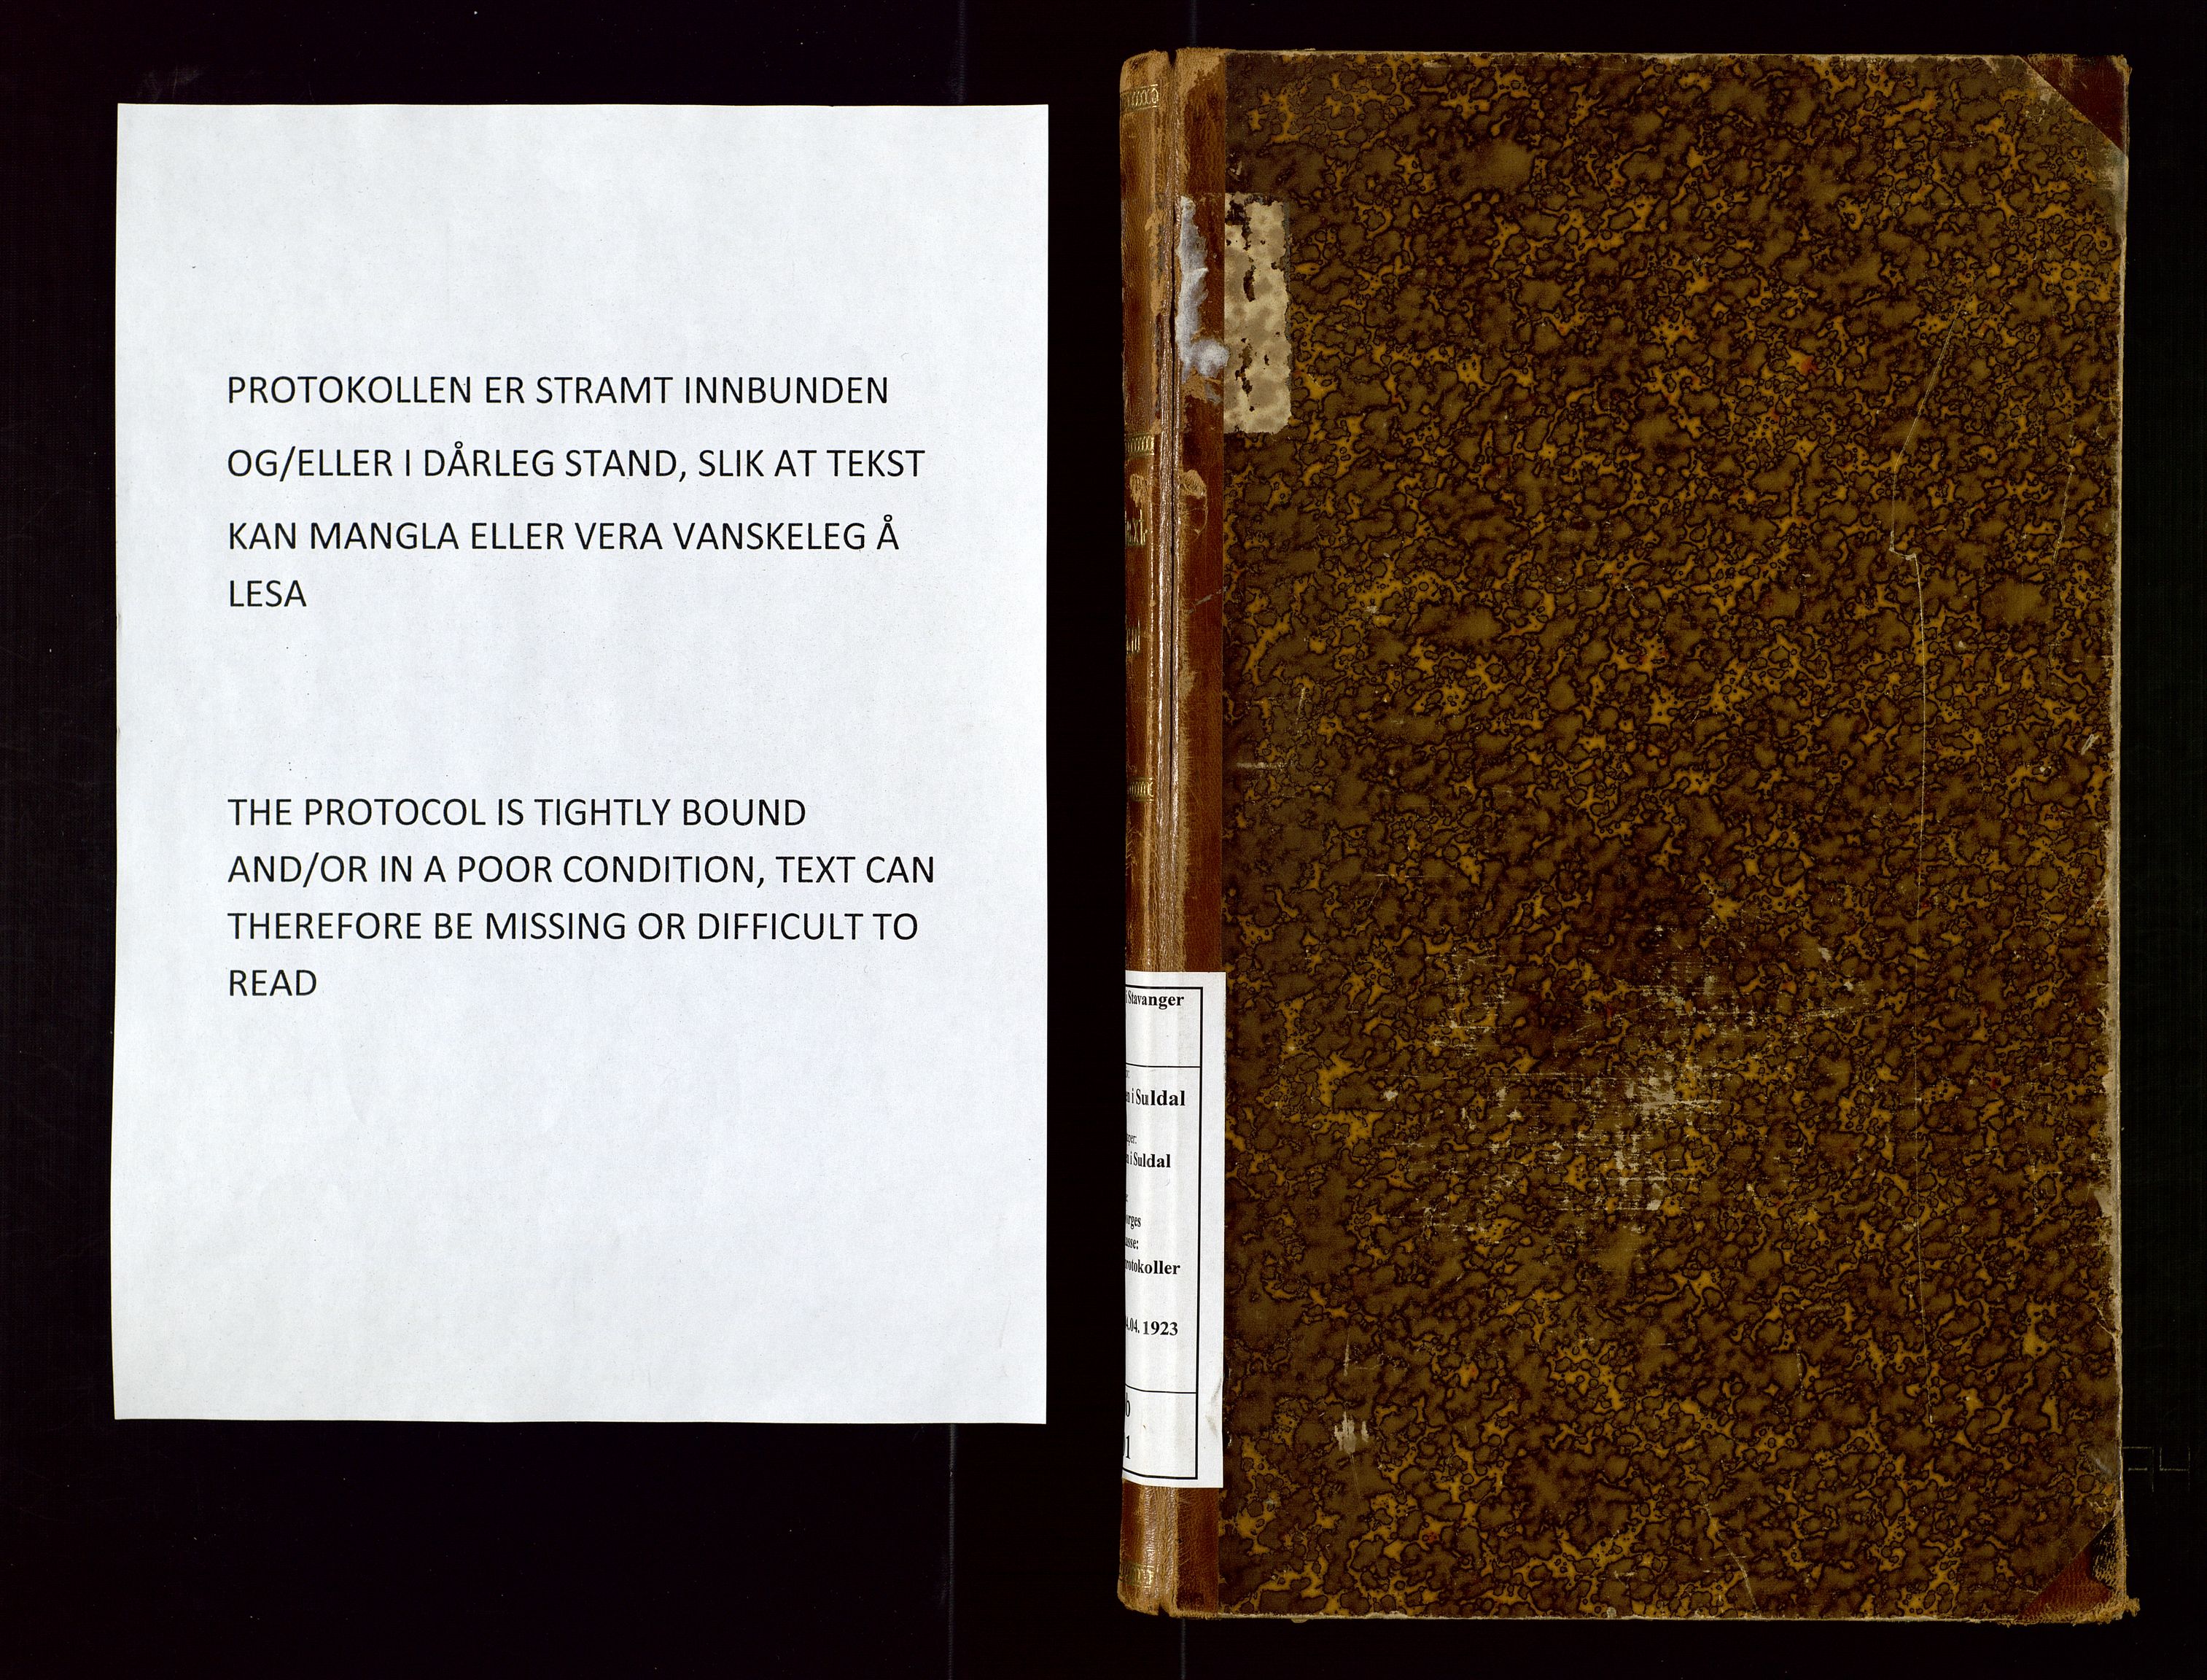 PROTOKOLLEN ER STRAMT INNBUNDEN
OG/ELLER I DÅRLEG STAND, SLIK AT TEKST
KAN MANGLA ELLER VERA VANSKELEG Å
LESA
THE PROTOCOL IS TIGHTLY BOUND
AND/OR IN A POOR CONDITION, TEXT CAN
THEREFORE BE MISSING OR DIFFICULT TO
READ
i Stavanger
i Suldal
i Suldal
1923